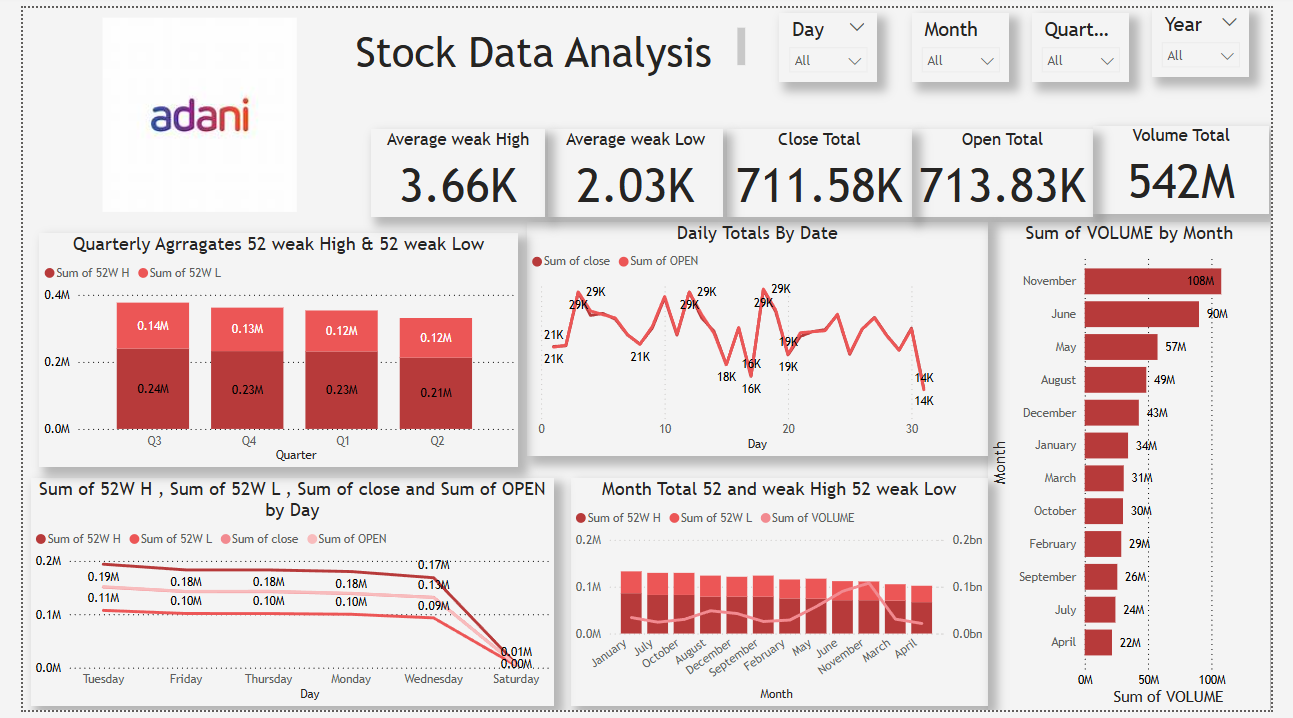 adani
Stock Data Analysis
Day
All
Month
All
Quart...
All
Year
All
Average weak High
3.66K
Average weak Low
2.03K
Close Total
711.58K
Open Total
713.83K
Volume Total
542M
Quarterly Agrragates 52 weak High & 52 weak Low
Sum of 52W H Sum of 52W L
0.4M
0.2M
0.0M
0.14M 0.13M 0.12M 0.12M
0.24M 0.23M 0.23M 0.21M
Q3 Q4 Q1 Q2
Quarter
Daily Totals By Date
Sum of close Sum of OPEN
29K 29K 29K
29K 29K 29K
21K 19K
21K 21K 16K 19K
18K 14K
16K 14K
0 10 20 30
Day
Sum of VOLUME by Month
Month
November 108M
June 90M
May 57M
August 49M
December 43M
January 34M
March 31M
October 30M
February 29M
September 26M
July 24M
April 22M
0M 50M 100M
Sum of VOLUME
Sum of 52W H , Sum of 52W L , Sum of close and Sum of OPEN
by Day
Sum of 52W H Sum of 52W L Sum of close Sum of OPEN
0.2M
0.1M
0.0M
0.19M 0.18M 0.18M 0.18M 0.17M
0.13M
0.11M 0.10M 0.10M 0.10M 0.09M
0.01M
0.00M
Tuesday Friday Thursday Monday Wednesday Saturday
Day
Month Total 52 and weak High 52 weak Low
Sum of 52W H Sum of 52W L Sum of VOLUME
0.2M 0.2bn
0.1M 0.1bn
0.0M 0.0bn
January July October August December September February May June November March April
Month